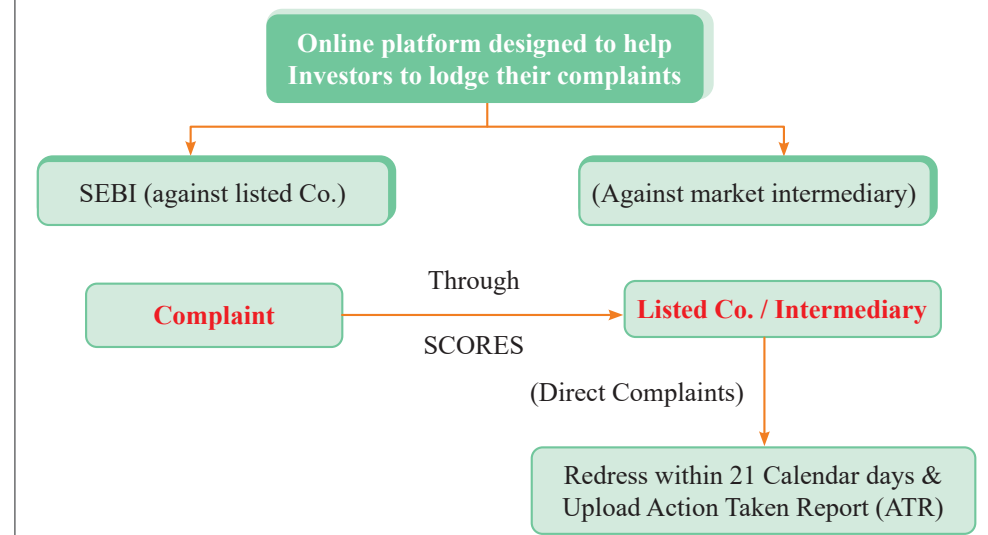 Online platform designed to help
Investors to lodge their complaints
SEBI (against listed Co.)
(Against market intermediary)
Complaint
Through
SCORES
Listed Co. / Intermediary
(Direct Complaints)
Redress within 21 Calendar days &
Upload Action Taken Report (ATR)